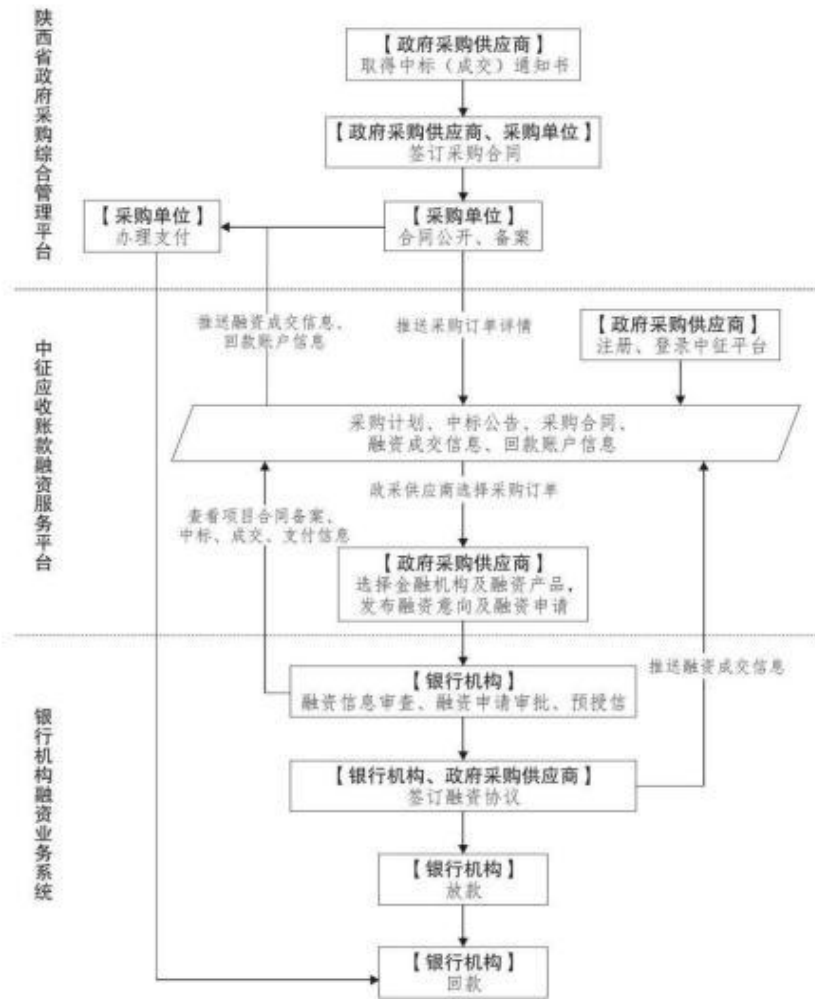 陕西省政府采购综合管理平台
【政府采购供应商】
取得中标（成交）通知书
【政府采购供应商、采购单位】
签订采购合同
【采购单位】
办理支付
【采购单位】
合同公开、备案
中征应收账款融资服务平台
推送融资成交信息、
回款账户信息
推送采购订单详情
【政府采购供应商】
注册、登录中征平台
采购计划、中标公告、采购合同、
融资成交信息、回款账户信息
政采供应商选择采购订单
查看项目合同备案、
中标、成交、支付信息
【政府采购供应商】
选择金融机构及融资产品，
发布融资意向及融资申请
银行机构融资业务系统
【银行机构】
融资信息审查、融资申请审批、预授信
推送融资成交信息
【银行机构、政府采购供应商】
签订融资协议
【银行机构】
放款
【银行机构】
回款